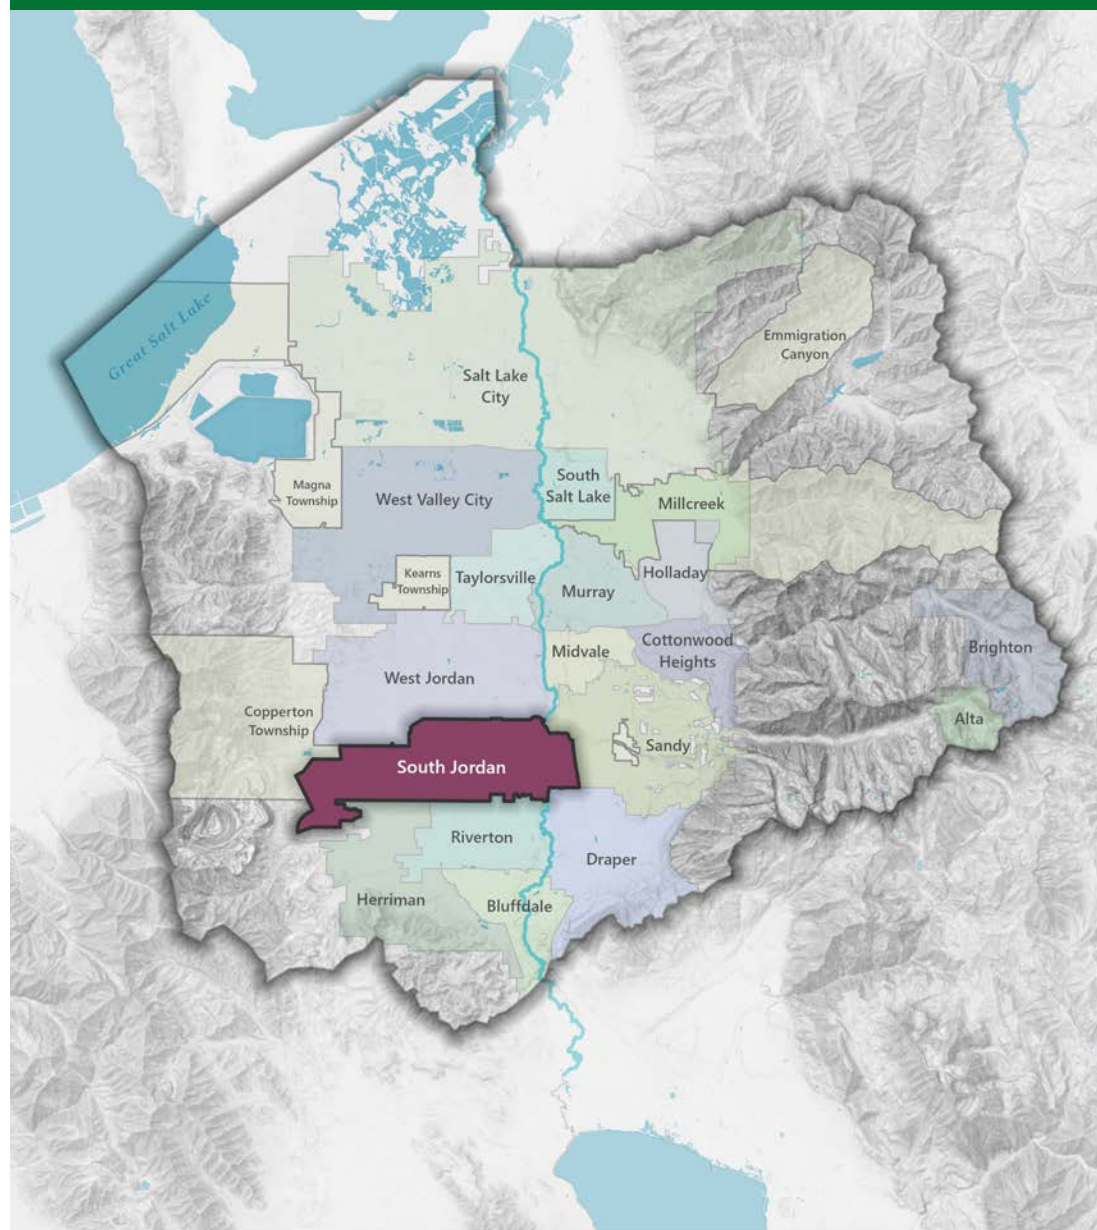 Great Salt Lake
Emmigration
Canyon
Salt Lake
City
Magna
Township
West Valley City
South
Salt Lake
Millcreek
Kearns
Township
Taylorsville
Murray
Holladay
Midvale
Cottonwood
Heights
Brighton
West Jordan
Copperton
Township
Alta
Sandy
South Jordan
Riverton
Draper
Herriman
Bluffdale